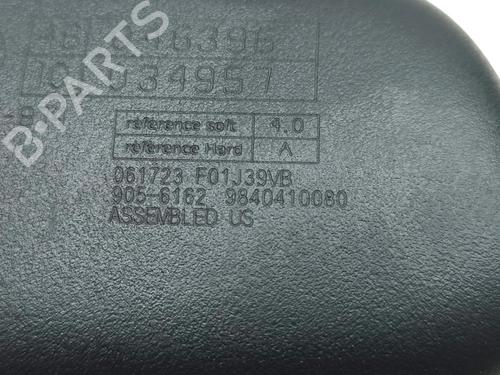 B-PARTS
reference soft 4.0
reference Hard A
061723 F01J39VB
905-6162 9840410080
ASSEMBLED US